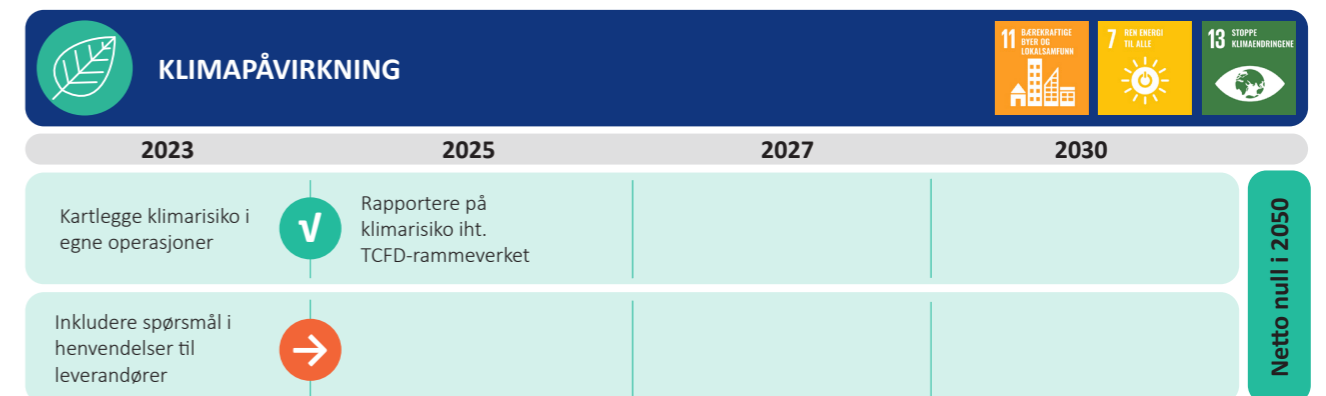 KLIMAPÅVIRKNING
11 BÆREKRAFTIGE
BYER OG
LOKALSAMFUNN
7 REN ENERGI
TIL ALLE
13 STOPPE
KLIMAENDRINGENE
2023 2025 2027 2030
Kartlegge klimarisiko i
egne operasjoner
√
Rapportere på
klimarisiko iht.
TCFD-rammeverket
Inkludere spørsmål i
henvendelser til
leverandører
→
Netto null i 2050